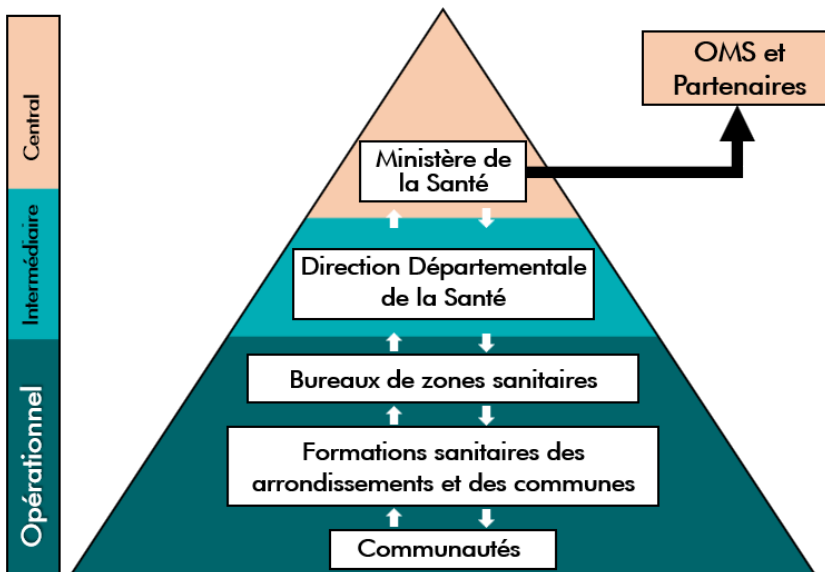 Central
Intermédiaire
Opérationnel
OMS et
Partenaires
Ministère de
la Santé
Direction Départementale
de la Santé
Bureaux de zones sanitaires
Formations sanitaires des
arrondissements et des communes
Communautés